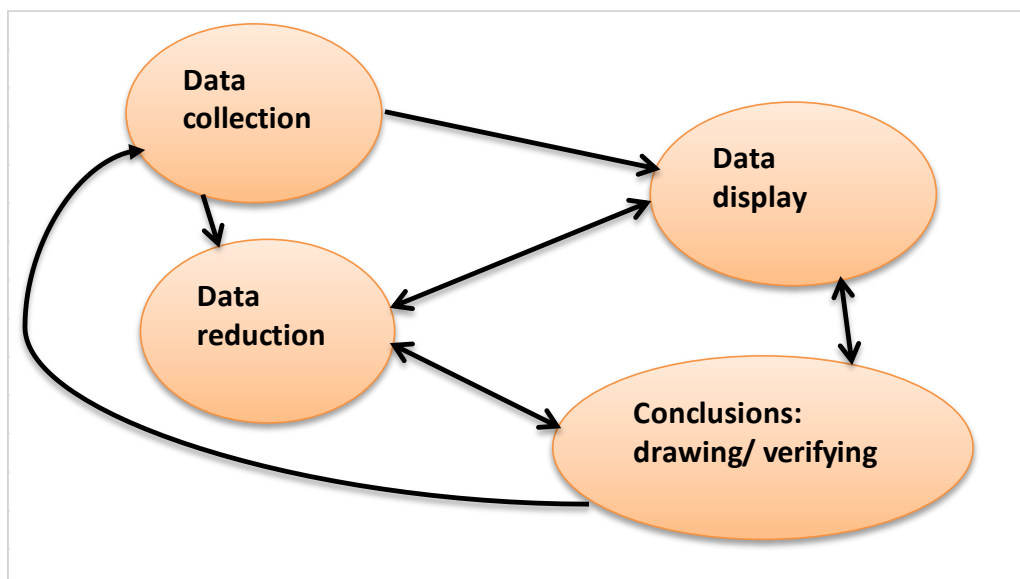 Data
collection
Data
display
Data
reduction
Conclusions:
drawing/ verifying